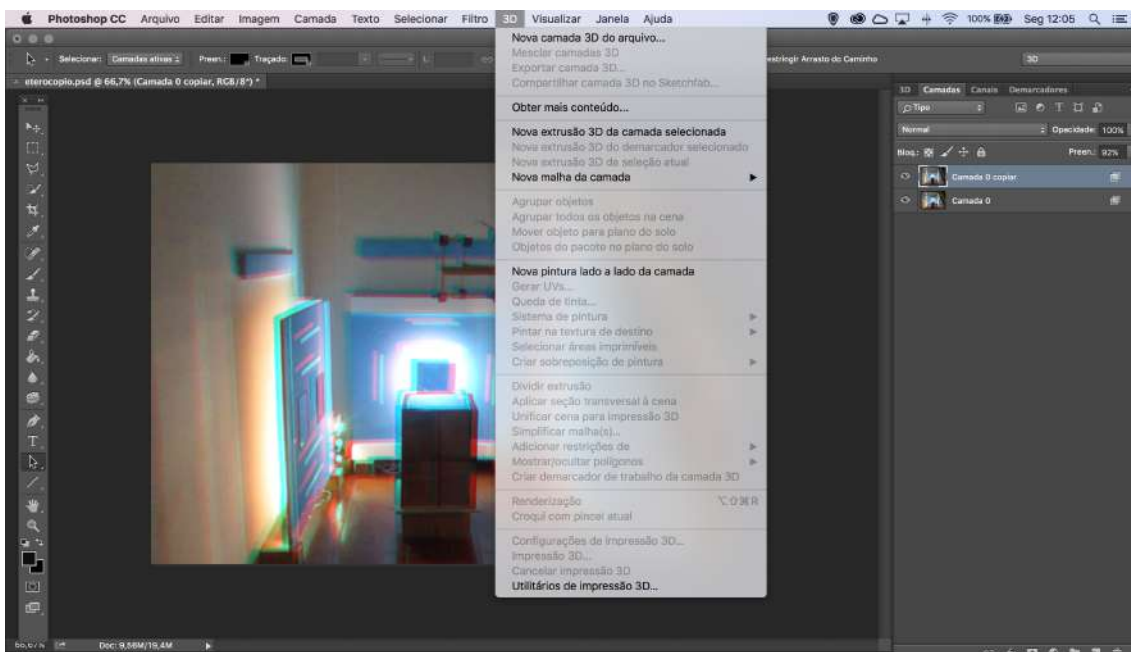 Photoshop CC Arquivo Editar Imagem Camada Texto Selecionar Filtro 3D Visualizar Janela Ajuda 100% Seg 12:05
Selecionar: Camadas ativas Preen.: Traçado: L: estringir Arrasto do Caminho 3D
eterocopio.psd @ 66,7% (Camada 0 copiar, RGB/8*) *
Nova camada 3D do arquivo...
Mesclar camadas 3D
Exportar camada 3D...
Compartilhar camada 3D no Sketchfab...
Obter mais conteúdo...
Nova extrusão 3D da camada selecionada
Nova extrusão 3D do demarcador selecionado
Nova extrusão 3D da seleção atual
Nova malha da camada
Agrupar objetos
Agrupar todos os objetos na cena
Mover objeto para plano do solo
Objetos do pacote no plano do solo
Nova pintura lado a lado da camada
Gerar UVs...
Queda de tinta...
Sistema de pintura
Pintar na textura de destino
Selecionar áreas imprimíveis
Criar sobreposição de pintura
Dividir extrusão
Aplicar seção transversal à cena
Unificar cena para impressão 3D
Simplificar malha(s)...
Adicionar restrições de
Mostrar/ocultar polígonos
Criar demarcador de trabalho da camada 3D
Renderização ⌥⇧⌘R
Croqui com pincel atual
Configurações de impressão 3D...
Impressão 3D...
Cancelar impressão 3D
Utilitários de impressão 3D...
3D Camadas Canais Demarcadores
Tipo
Normal Opacidade: 100%
Bloq.: Preen.: 92%
Camada 0 copiar
Camada 0
66,67% Doc: 9,56M/19,4M